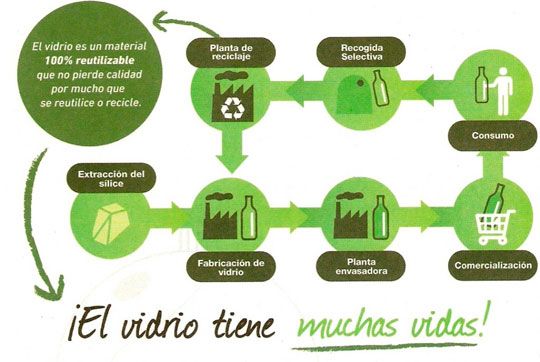 El vidrio es un material
100% reutilizable
que no pierde calidad
por mucho que
se reutilice o recicle.
Planta de
reciclaje
Recogida
Selectiva
Consumo
Extracción del
sílice
Fabricación de
vidrio
Planta
envasadora
Comercialización
¡El vidrio tiene muchas vidas!